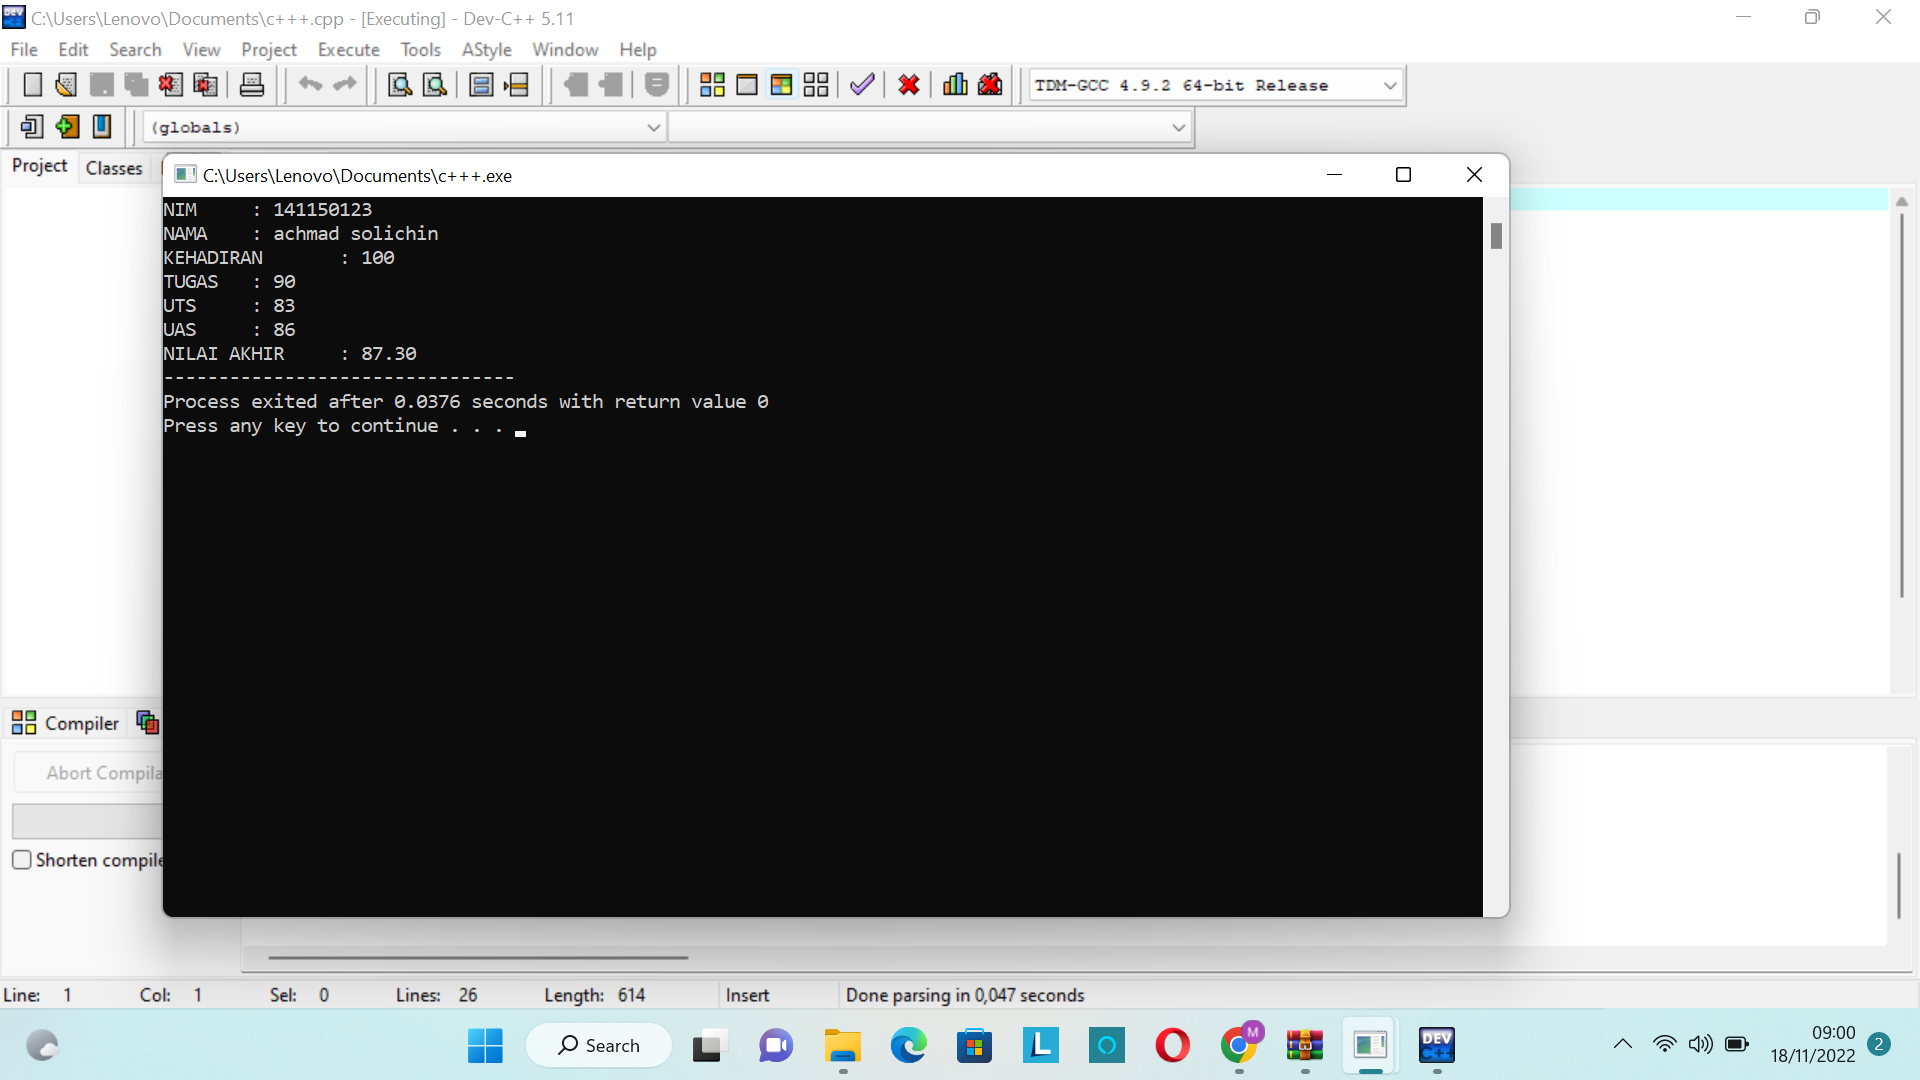 C:\Users\Lenovo\Documents\c+++.cpp - [Executing] - Dev-C++ 5.11
File Edit Search View Project Execute Tools AStyle Window Help
TDM-GCC 4.9.2 64-bit Release
(globals)
Project Classes
C:\Users\Lenovo\Documents\c+++.exe
NIM : 141150123
NAMA : achmad solichin
KEHADIRAN : 100
TUGAS : 90
UTS : 83
UAS : 86
NILAI AKHIR : 87.30
--------------------------------
Process exited after 0.0376 seconds with return value 0
Press any key to continue . . .
Compiler
Abort Compila
Shorten compile
Line: 1 Col: 1 Sel: 0 Lines: 26 Length: 614 Insert Done parsing in 0,047 seconds
Search
M
L
DEV
C++
09:00
18/11/2022
2